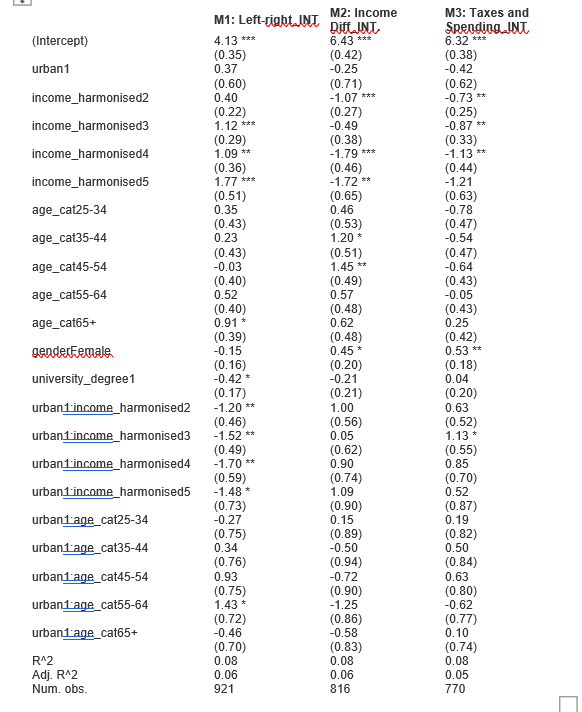 M1: Left-right_INT M2: Income Diff_INT. M3: Taxes and Spending_INT
(Intercept) 4.13 *** 6.43 *** 6.32 ***
(0.35) (0.42) (0.38)
urban1 0.37 -0.25 -0.42
(0.60) (0.71) (0.62)
income_harmonised2 0.40 -1.07 *** -0.73 **
(0.22) (0.27) (0.25)
income_harmonised3 1.12 *** -0.49 -0.87 **
(0.29) (0.38) (0.33)
income_harmonised4 1.09 ** -1.79 *** -1.13 **
(0.36) (0.46) (0.44)
income_harmonised5 1.77 *** -1.72 ** -1.21
(0.51) (0.65) (0.63)
age_cat25-34 0.35 0.46 -0.78
(0.43) (0.53) (0.47)
age_cat35-44 0.23 1.20 * -0.54
(0.43) (0.51) (0.47)
age_cat45-54 -0.03 1.45 ** -0.64
(0.40) (0.49) (0.43)
age_cat55-64 0.52 0.57 -0.05
(0.40) (0.48) (0.43)
age_cat65+ 0.91 * 0.62 0.25
(0.39) (0.48) (0.42)
genderFemale -0.15 0.45 * 0.53 **
(0.16) (0.20) (0.18)
university_degree1 -0.42 * -0.21 0.04
(0.17) (0.21) (0.20)
urban1:income_harmonised2 -1.20 ** 1.00 0.63
(0.46) (0.56) (0.52)
urban1:income_harmonised3 -1.52 ** 0.05 1.13 *
(0.49) (0.62) (0.55)
urban1:income_harmonised4 -1.70 ** 0.90 0.85
(0.59) (0.74) (0.70)
urban1:income_harmonised5 -1.48 * 1.09 0.52
(0.73) (0.90) (0.87)
urban1:age_cat25-34 -0.27 0.15 0.19
(0.75) (0.89) (0.82)
urban1:age_cat35-44 0.34 -0.50 0.50
(0.76) (0.94) (0.84)
urban1:age_cat45-54 0.93 -0.72 0.63
(0.75) (0.90) (0.80)
urban1:age_cat55-64 1.43 * -1.25 -0.62
(0.72) (0.86) (0.77)
urban1:age_cat65+ -0.46 -0.58 0.10
(0.70) (0.83) (0.74)
R^2 0.08 0.08 0.08
Adj. R^2 0.06 0.06 0.05
Num. obs. 921 816 770